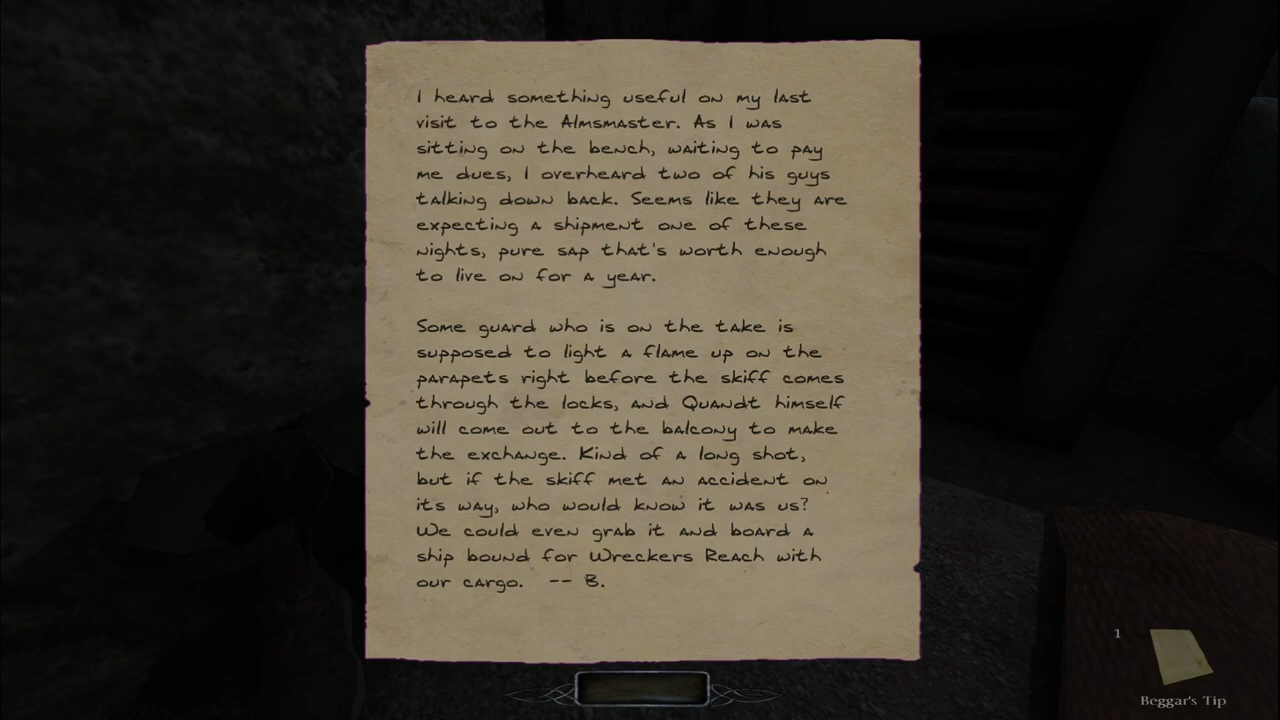 I heard something useful on my last
visit to the Almsmaster. As I was
sitting on the bench, waiting to pay
me dues, I overheard two of his guys
talking down back. Seems like they are
expecting a shipment one of these
nights, pure sap that's worth enough
to live on for a year.
Some guard who is on the take is
supposed to light a flame up on the
parapets right before the skiff comes
through the locks, and Quandt himself
will come out to the balcony to make
the exchange. Kind of a long shot,
but if the skiff met an accident on
its way, who would know it was us?
We could even grab it and board a
ship bound for Wreckers Reach with
our cargo. -- B.
1
Beggar's Tip